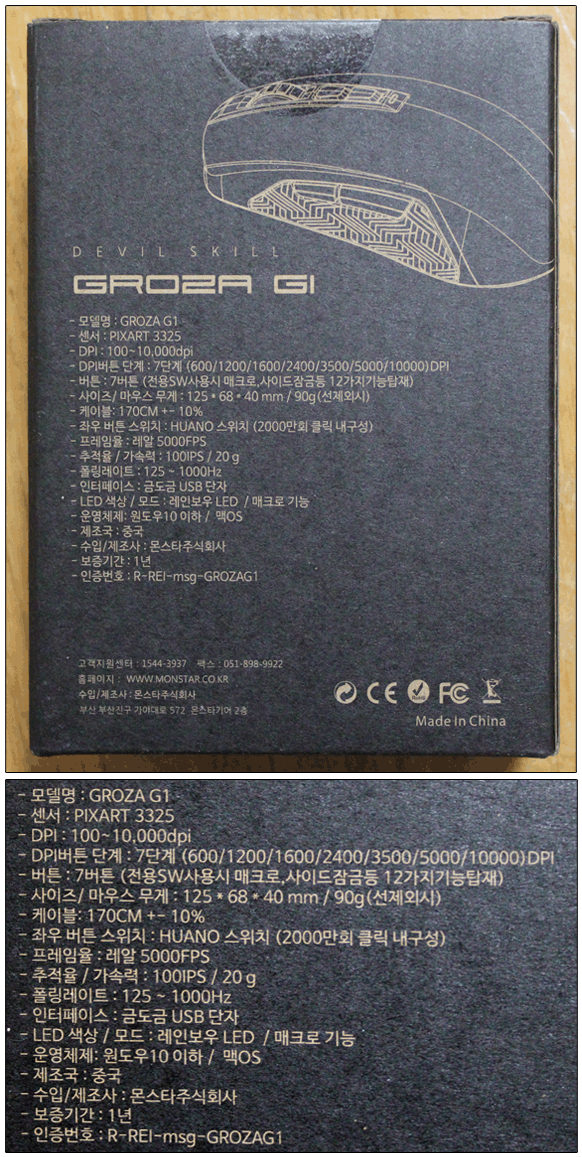 DEVIL SKILL
GROZA G1
- 모델명 : GROZA G1
- 센서 : PIXART 3325
- DPI : 100~10,000dpi
- DPI버튼 단계 : 7단계 (600/1200/1600/2400/3500/5000/10000)DPI
- 버튼 : 7버튼 (전용SW사용시 매크로,사이드잠금등 12가지기능탑재)
- 사이즈/ 마우스 무게 : 125 * 68 * 40 mm / 90g(선제외시)
- 케이블: 170CM +- 10%
- 좌우 버튼 스위치 : HUANO 스위치 (2000만회 클릭 내구성)
- 프레임율 : 레알 5000FPS
- 추적율 / 가속력 : 100IPS / 20 g
- 폴링레이트 : 125 ~ 1000Hz
- 인터페이스 : 금도금 USB 단자
- LED 색상 / 모드 : 레인보우 LED / 매크로 기능
- 운영체제: 원도우10 이하 / 맥OS
- 제조국 : 중국
- 수입/제조사 : 몬스타주식회사
- 보증기간 : 1년
- 인증번호 : R-REI-msg-GROZAG1
고객지원센터 : 1544-3937 팩스 : 051-898-9922
홈페이지 : WWW.MONSTAR.CO.KR
수입/제조사 : 몬스타주식회사
부산 부산진구 가야대로 572 몬스타기어 2층
CE FC
Made In China
- 모델명 : GROZA G1
- 센서 : PIXART 3325
- DPI : 100~10,000dpi
- DPI버튼 단계 : 7단계 (600/1200/1600/2400/3500/5000/10000)DPI
- 버튼 : 7버튼 (전용SW사용시 매크로,사이드잠금등 12가지기능탑재)
- 사이즈/ 마우스 무게 : 125 * 68 * 40 mm / 90g(선제외시)
- 케이블: 170CM +- 10%
- 좌우 버튼 스위치 : HUANO 스위치 (2000만회 클릭 내구성)
- 프레임율 : 레알 5000FPS
- 추적율 / 가속력 : 100IPS / 20 g
- 폴링레이트 : 125 ~ 1000Hz
- 인터페이스 : 금도금 USB 단자
- LED 색상 / 모드 : 레인보우 LED / 매크로 기능
- 운영체제: 원도우10 이하 / 맥OS
- 제조국 : 중국
- 수입/제조사 : 몬스타주식회사
- 보증기간 : 1년
- 인증번호 : R-REI-msg-GROZAG1